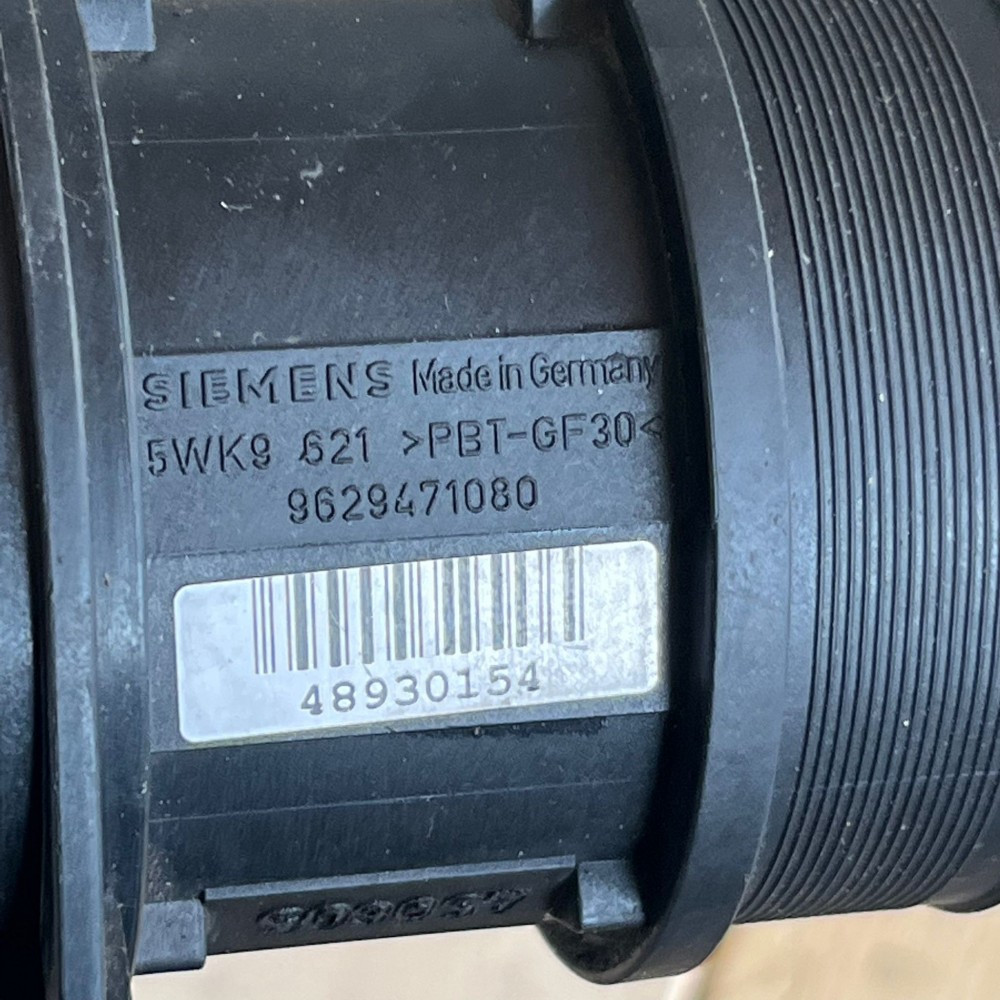 SIEMENS Made in Germany
5WK9 621 >PBT-GF30<
9629471080
48930154